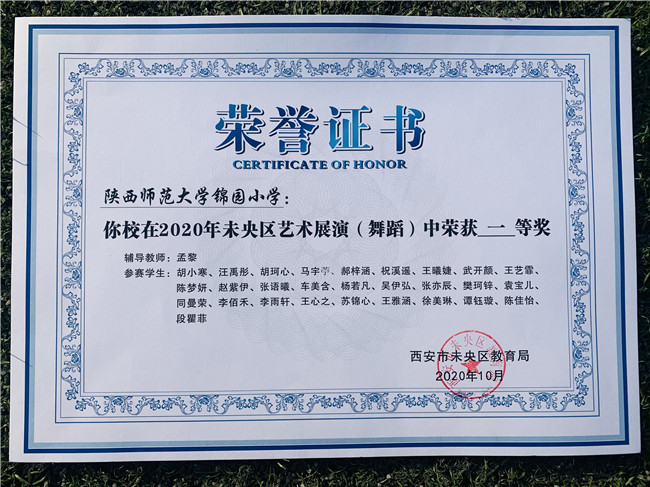 荣誉证书
CERTIFICATE OF HONOR
陕西师范大学锦园小学：
你校在2020年未央区艺术展演（舞蹈）中荣获 一 等奖
辅导教师：孟黎
参赛学生：胡小寒、汪禹彤、胡珂心、马宇 、郝梓涵、祝溪遥、王曦婕、武开颜、王艺霏、
陈梦妍、赵紫伊、张语曦、车美含、杨若凡、吴伊弘、张亦辰、樊珂锌、袁宝儿、
同曼荣、李佰禾、李雨轩、王心之、苏锦心、王雅涵、徐美琳、谭钰璇、陈佳怡、
段瞿菲
西安市未央区教育局
2020年10月